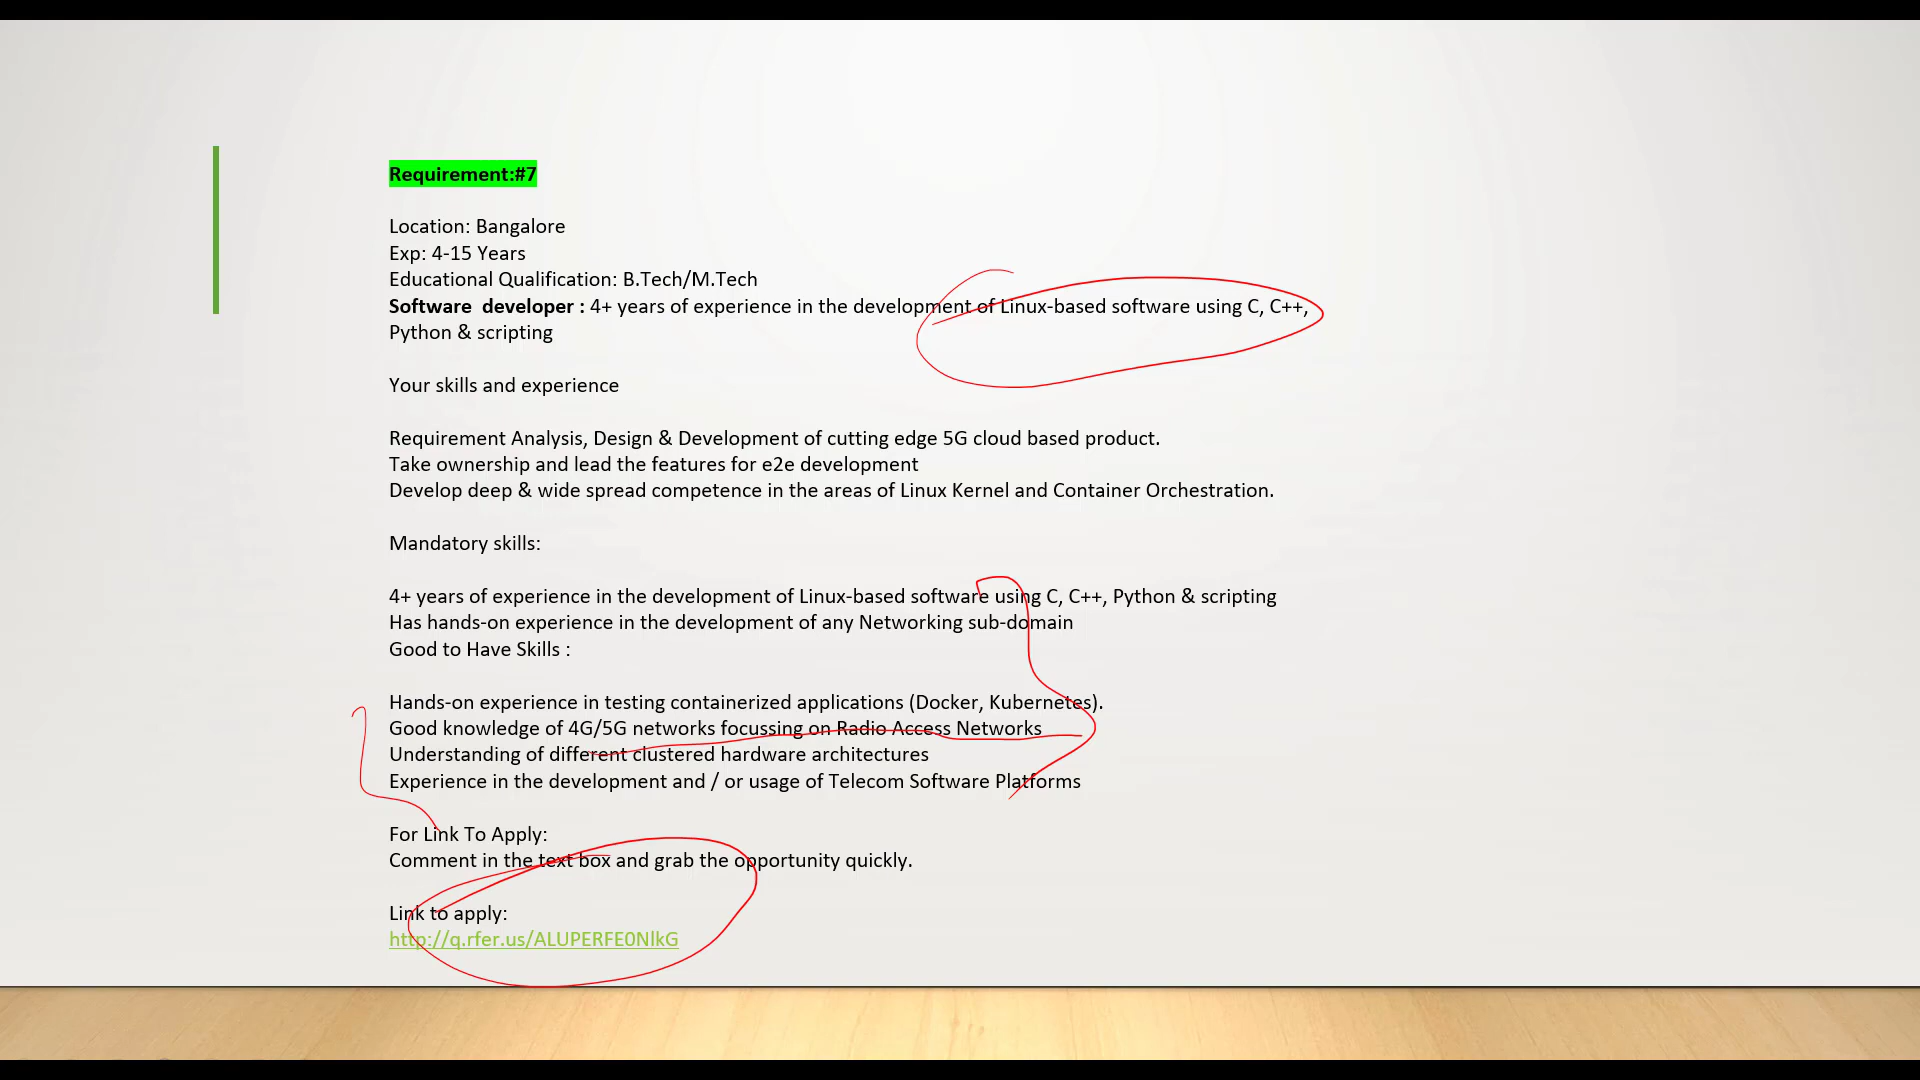 Requirement:#7
Location: Bangalore
Exp: 4-15 Years
Educational Qualification: B.Tech/M.Tech
Software  developer : 4+ years of experience in the development of Linux-based software using C, C++,
Python & scripting
Your skills and experience
Requirement Analysis, Design & Development of cutting edge 5G cloud based product.
Take ownership and lead the features for e2e development
Develop deep & wide spread competence in the areas of Linux Kernel and Container Orchestration.
Mandatory skills:
4+ years of experience in the development of Linux-based software using C, C++, Python & scripting
Has hands-on experience in the development of any Networking sub-domain
Good to Have Skills :
Hands-on experience in testing containerized applications (Docker, Kubernetes).
Good knowledge of 4G/5G networks focussing on Radio Access Networks
Understanding of different clustered hardware architectures
Experience in the development and / or usage of Telecom Software Platforms
For Link To Apply:
Comment in the text box and grab the opportunity quickly.
Link to apply:
http://q.rfer.us/ALUPERFE0NlkG